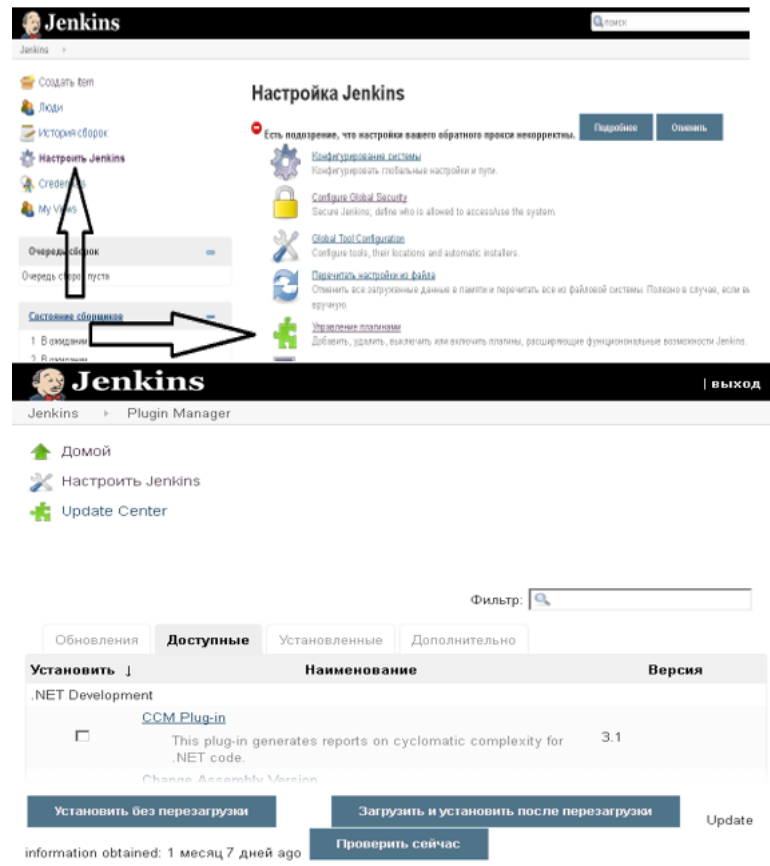 Jenkins
поиск
Jenkins
Создать item
Люди
История сборок
Настроить Jenkins
My Views
Очередь сборок
Очередь сборок пуста
Состояние сборщиков
1 В ожидании
2 В ожидании
Настройка Jenkins
Есть подозрение, что настройки вашего обратного прокси некорректны.
Подробнее
Отменить
Конфигурирование системы
Конфигурировать глобальные настройки и пути.
Configure Global Security
Secure Jenkins; define who is allowed to access/use the system.
Global Tool Configuration
Configure tools, their locations and automatic installers.
Перечитать настройки из файла
Отменить все загруженные данные в памяти и перечитать все из файловой системы. Полезно в случае, если вы
вручную.
Управление плагинами
Добавить, удалить, выключить или включить плагины, расширяющие функциональные возможности Jenkins.
Jenkins
| выход
Jenkins Plugin Manager
Домой
Настроить Jenkins
Update Center
Фильтр:
Обновления Доступные Установленные Дополнительно
Установить ↓ Наименование Версия
.NET Development
CCM Plug-in
This plug-in generates reports on cyclomatic complexity for
.NET code.
3.1
Change Assembly Version
Установить без перезагрузки
Загрузить и установить после перезагрузки
Update
information obtained: 1 месяц 7 дней ago
Проверить сейчас